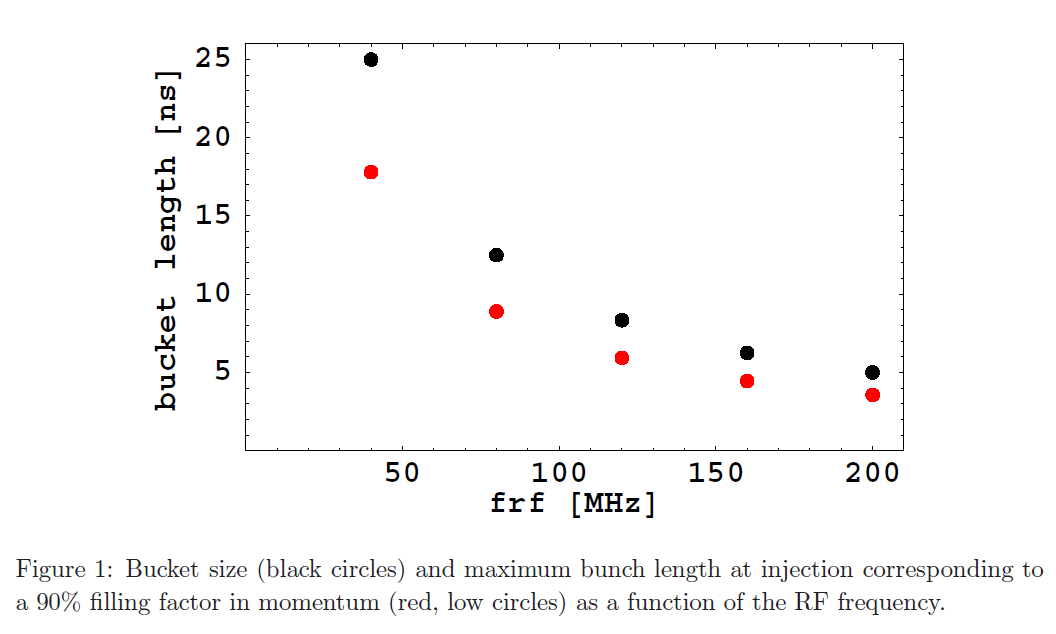 25
20
15
10
5
bucket length [ns]
50 100 150 200
frf [MHz]
Figure 1: Bucket size (black circles) and maximum bunch length at injection corresponding to
a 90% filling factor in momentum (red, low circles) as a function of the RF frequency.